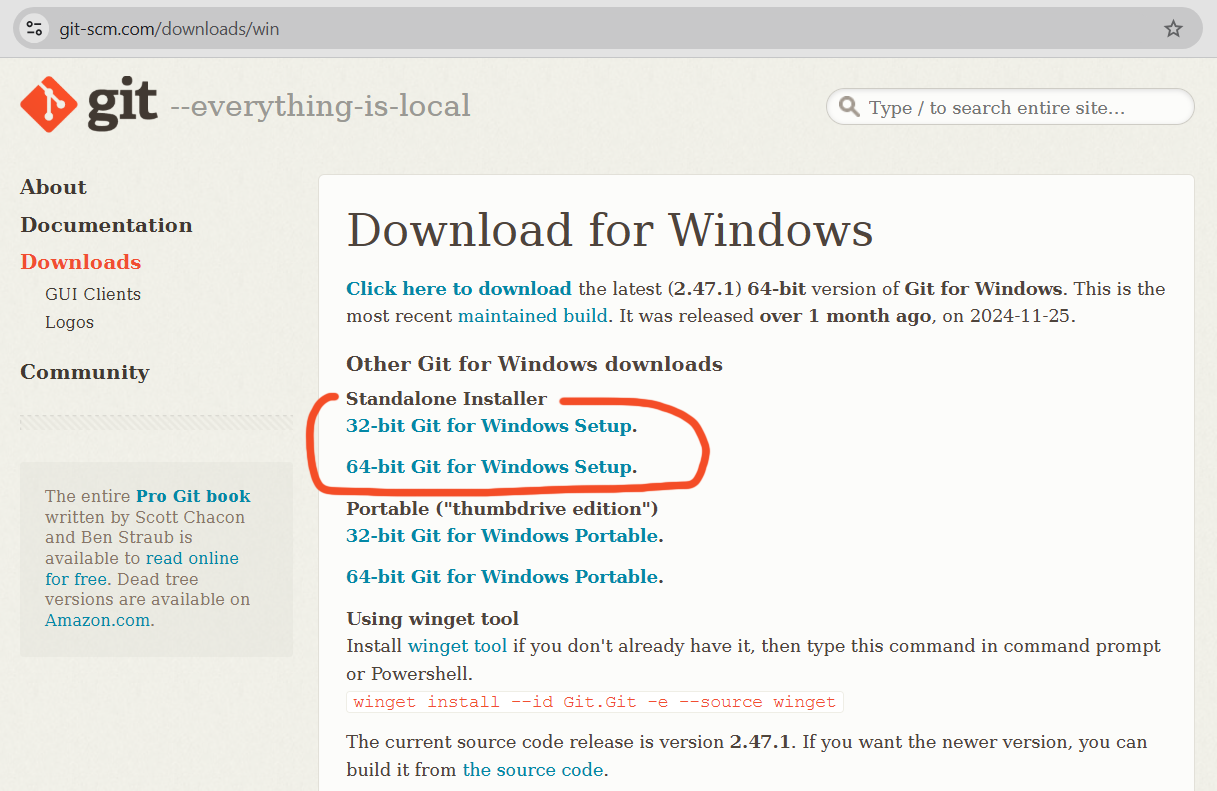 git-scm.com/downloads/win
git --everything-is-local
Type / to search entire site...
About
Documentation
Downloads
GUI Clients
Logos
Community
The entire Pro Git book
written by Scott Chacon
and Ben Straub is
available to read online
for free. Dead tree
versions are available on
Amazon.com.
Download for Windows
Click here to download the latest (2.47.1) 64-bit version of Git for Windows. This is the
most recent maintained build. It was released over 1 month ago, on 2024-11-25.
Other Git for Windows downloads
Standalone Installer
32-bit Git for Windows Setup.
64-bit Git for Windows Setup.
Portable ("thumbdrive edition")
32-bit Git for Windows Portable.
64-bit Git for Windows Portable.
Using winget tool
Install winget tool if you don't already have it, then type this command in command prompt
or Powershell.
winget install --id Git.Git -e --source winget
The current source code release is version 2.47.1. If you want the newer version, you can
build it from the source code.